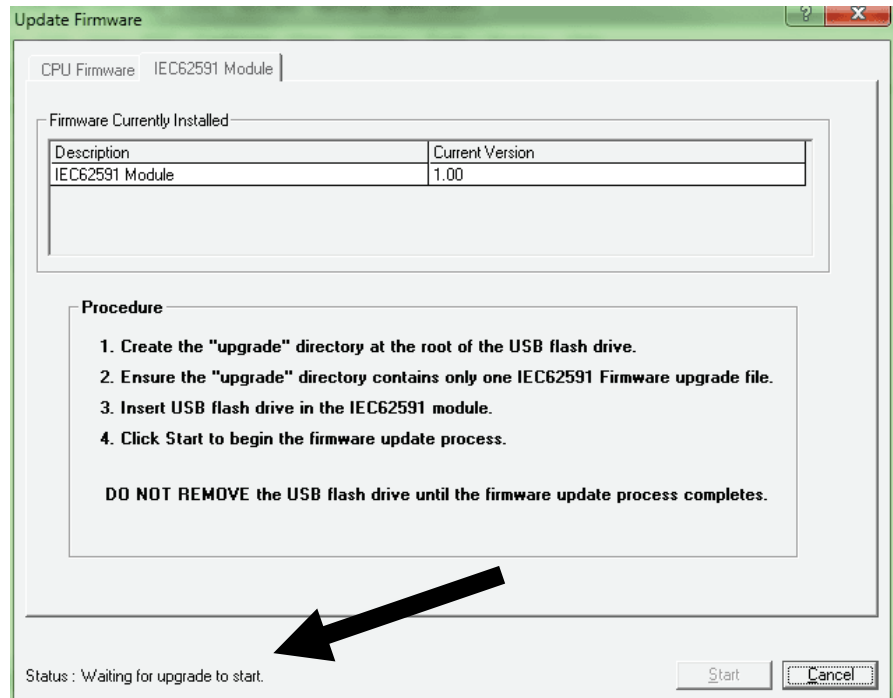 Update Firmware
?
X
CPU Firmware IEC62591 Module
Firmware Currently Installed
Description Current Version
IEC62591 Module 1.00
Procedure
1. Create the "upgrade" directory at the root of the USB flash drive.
2. Ensure the "upgrade" directory contains only one IEC62591 Firmware upgrade file.
3. Insert USB flash drive in the IEC62591 module.
4. Click Start to begin the firmware update process.
DO NOT REMOVE the USB flash drive until the firmware update process completes.
Status : Waiting for upgrade to start.
Start Cancel